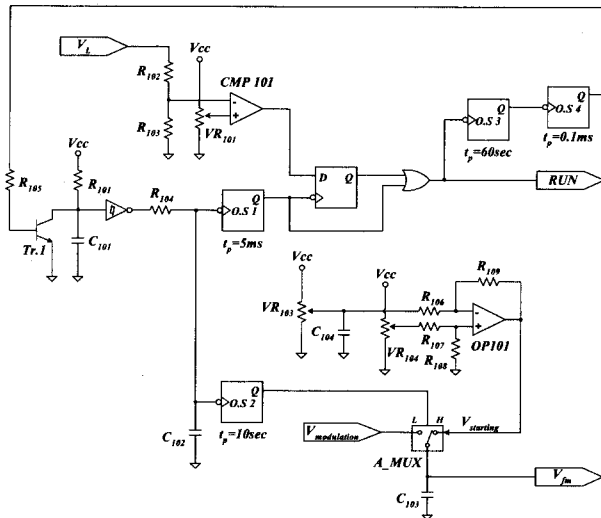 V_L
Vcc
R_102
CMP 101
-
+
R_103
VR_101
Q
O.S 3
t_p=60sec
Q
O.S 4
t_p=0.1ms
RUN
Vcc
R_105
R_101
R_104
Tr.1
C_101
Q
O.S 1
t_p=5ms
D
Q
Vcc
VR_103
C_104
Vcc
VR_104
R_106
R_107
R_108
R_109
-
+
OP101
Q
O.S 2
t_p=10sec
C_102
V_modulation
L
H
V_starting
A_MUX
C_103
V_fm